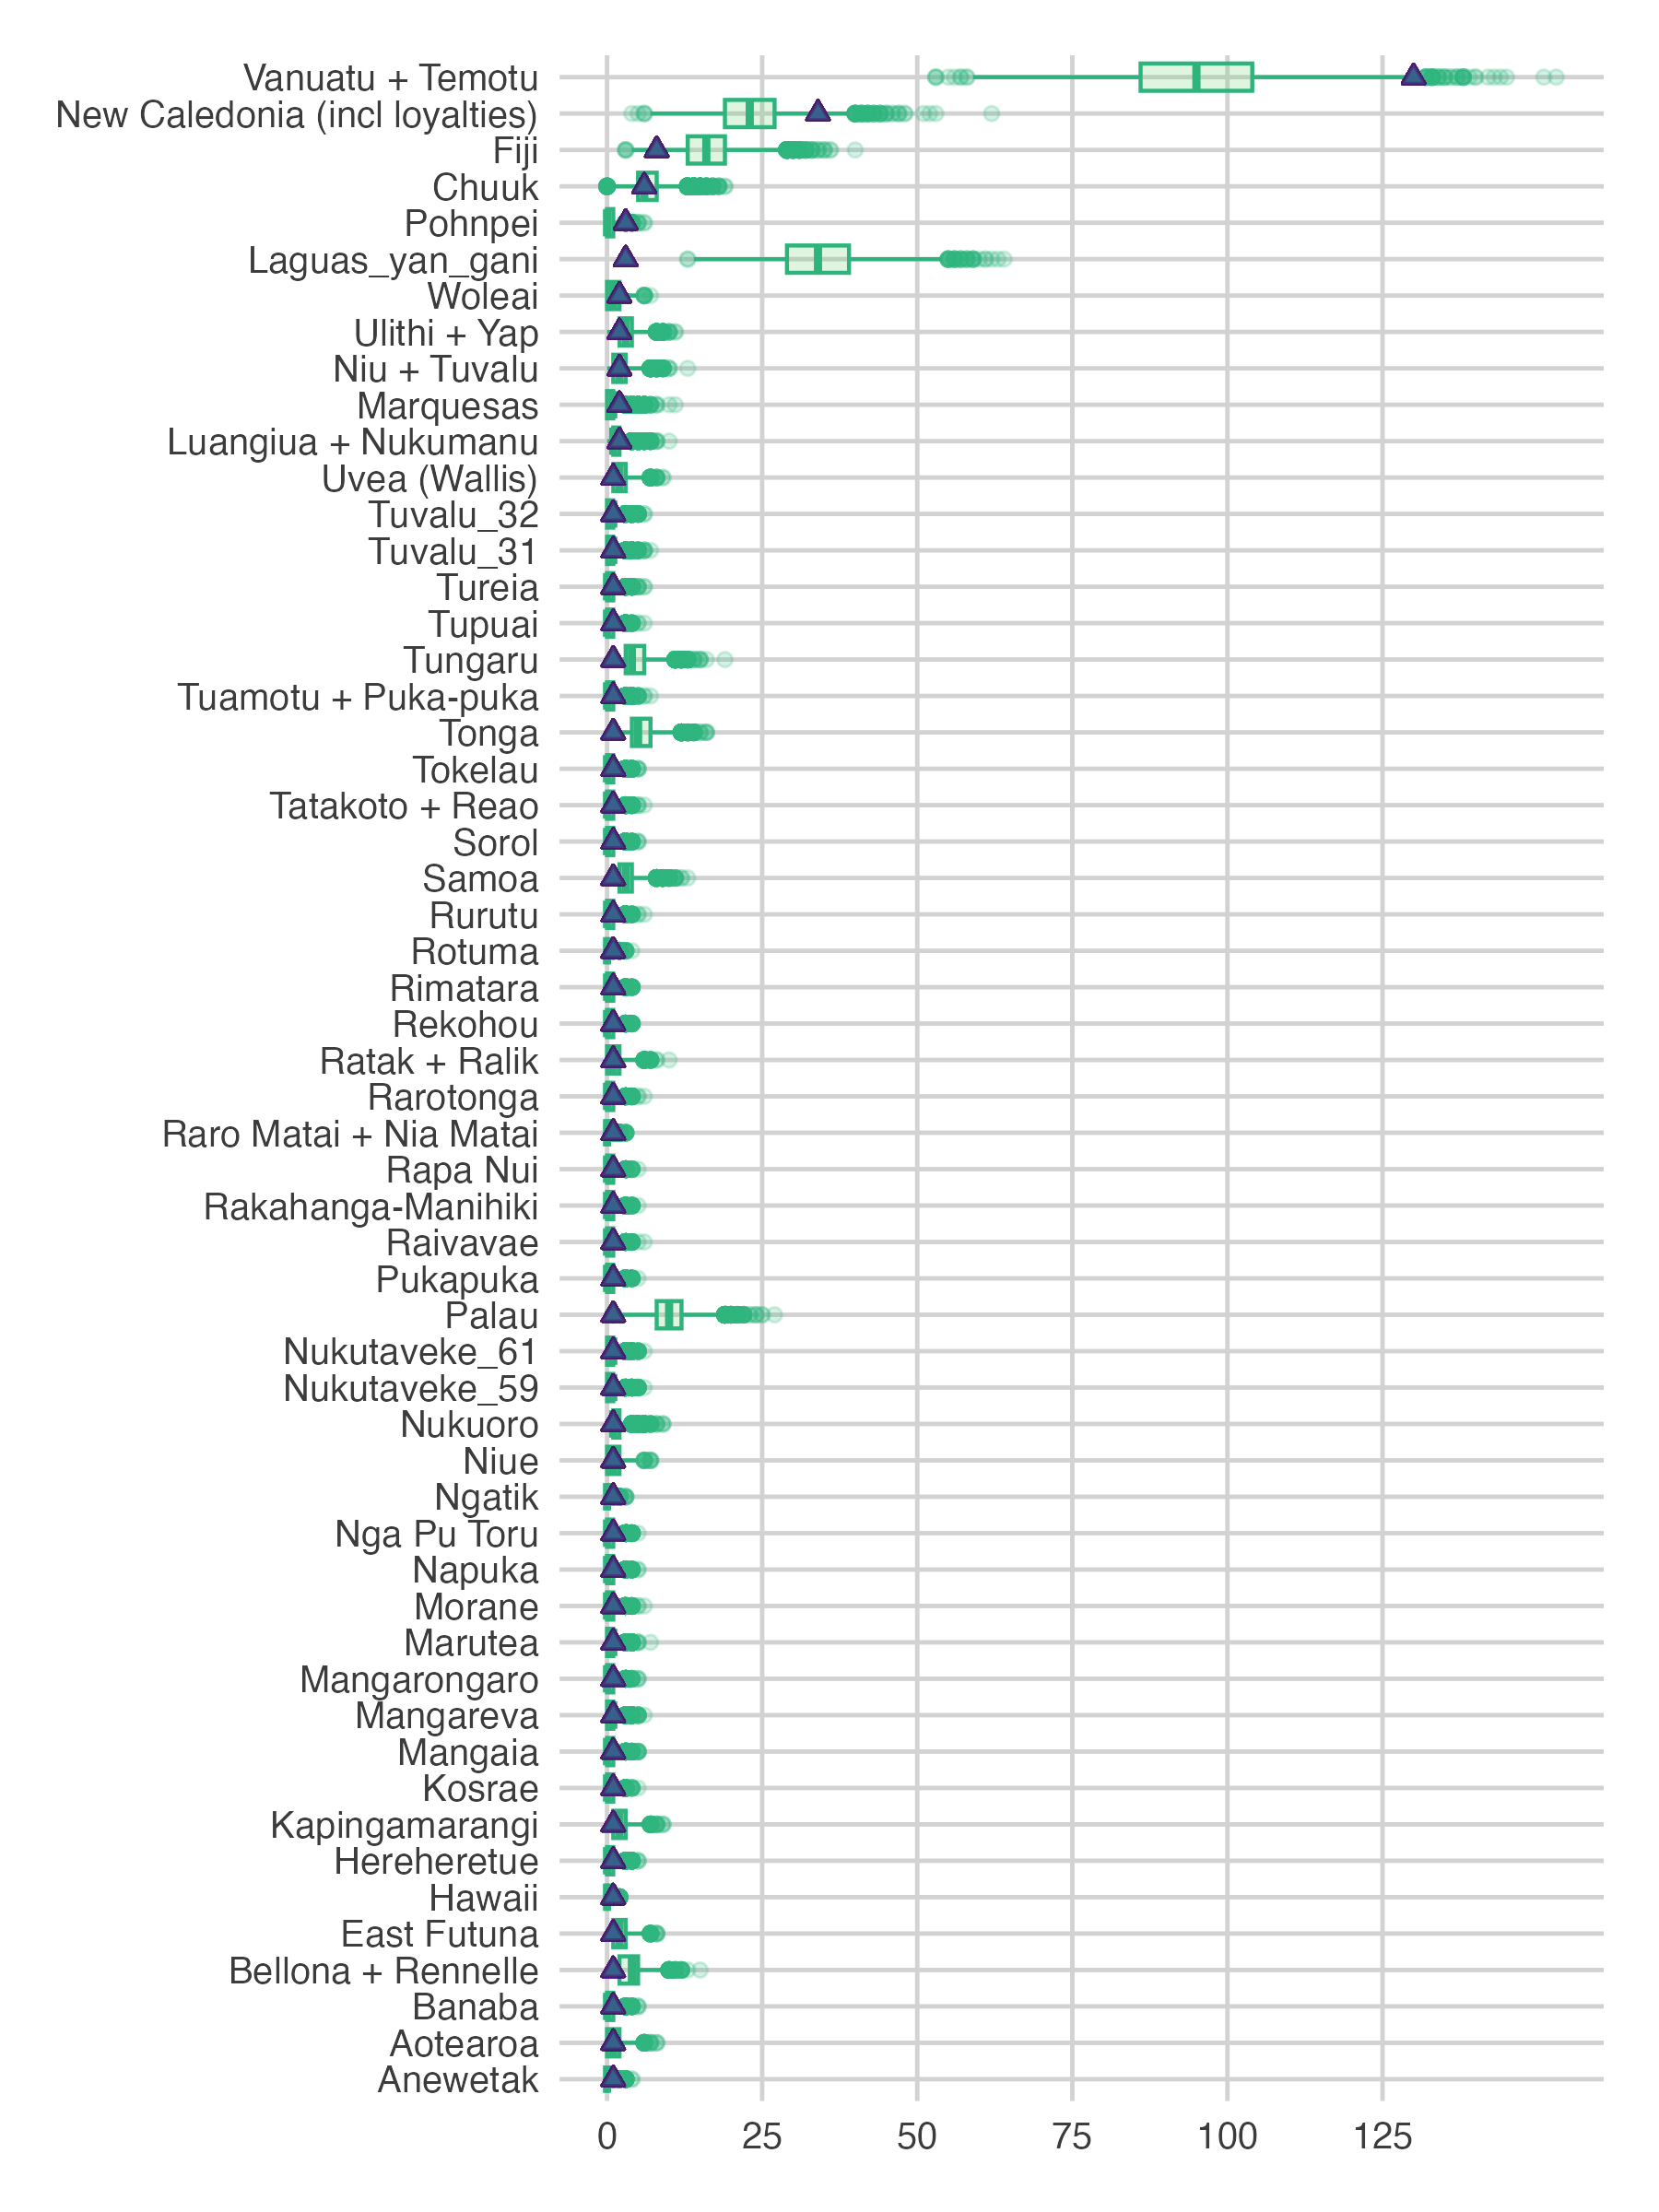 Vanuatu + Temotu
New Caledonia (incl loyalties)
Fiji
Chuuk
Pohnpei
Laguas_yan_gani
Woleai
Ulithi + Yap
Niu + Tuvalu
Marquesas
Luangiua + Nukumanu
Uvea (Wallis)
Tuvalu_32
Tuvalu_31
Tureia
Tupuai
Tungaru
Tuamotu + Puka-puka
Tonga
Tokelau
Tatakoto + Reao
Sorol
Samoa
Rurutu
Rotuma
Rimatara
Rekohou
Ratak + Ralik
Rarotonga
Raro Matai + Nia Matai
Rapa Nui
Rakahanga-Manihiki
Raivavae
Pukapuka
Palau
Nukutaveke_61
Nukutaveke_59
Nukuoro
Niue
Ngatik
Nga Pu Toru
Napuka
Morane
Marutea
Mangarongaro
Mangareva
Mangaia
Kosrae
Kapingamarangi
Hereheretue
Hawaii
East Futuna
Bellona + Rennelle
Banaba
Aotearoa
Anewetak
0 25 50 75 100 125